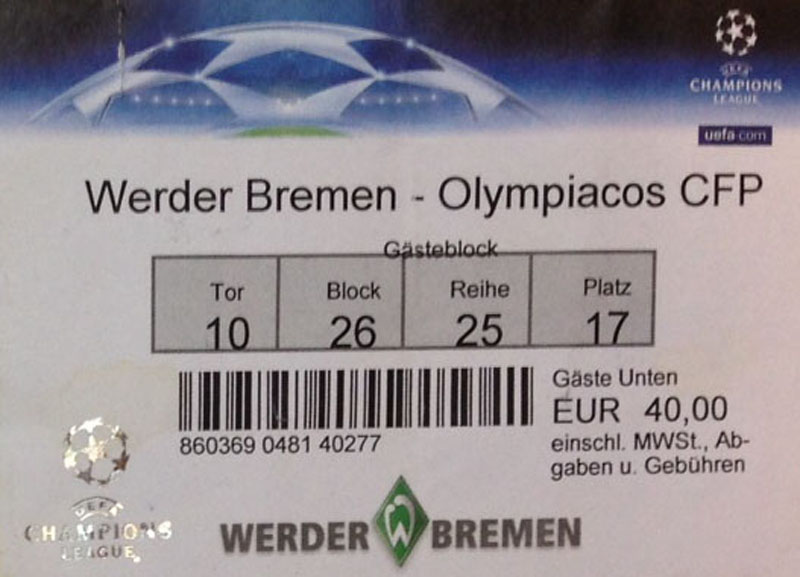 UEFA
CHAMPIONS
LEAGUE
uefa.com
Werder Bremen - Olympiacos CFP
Gästeblock
Tor Block Reihe Platz
10 26 25 17
Gäste Unten
EUR 40,00
860369 0481 40277
einschl. MWSt., Ab-
gaben u. Gebühren
UEFA
CHAMPIONS
LEAGUE
WERDER W BREMEN